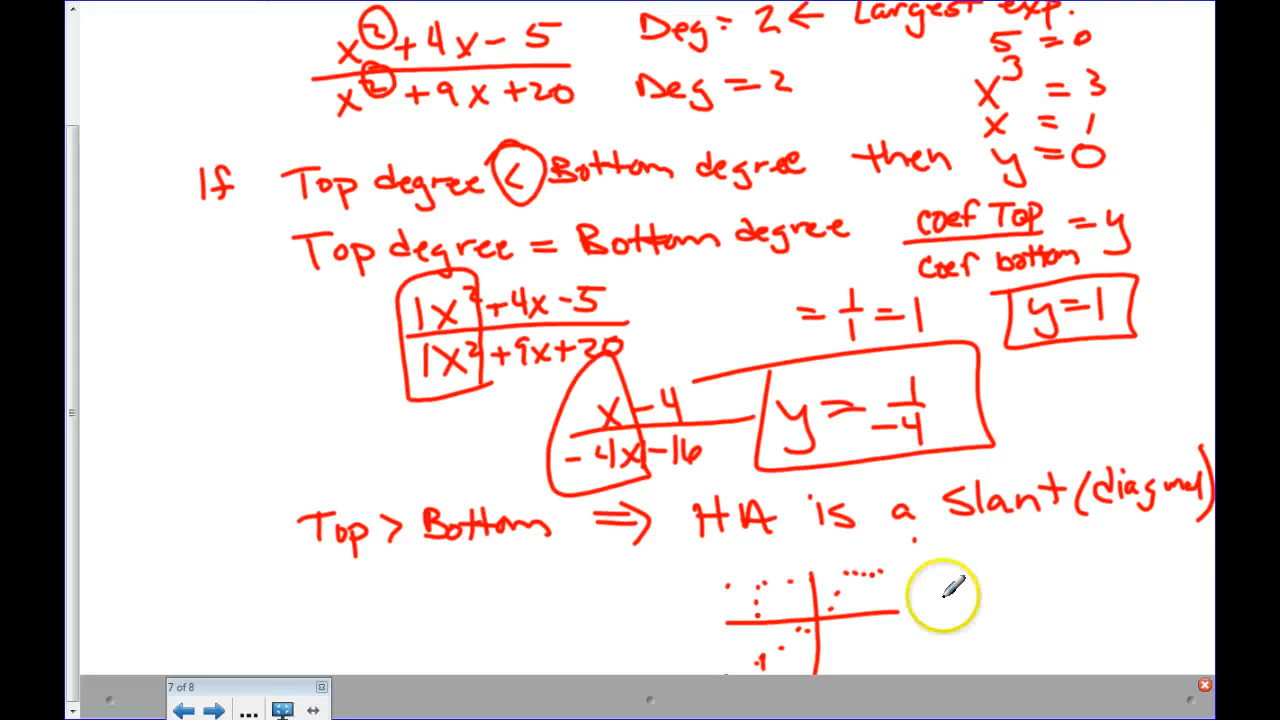 x²+4x-5 Deg = 2 ← Largest exp.
x²+9x+20 Deg = 2
5 = 0
x³ = 3
x = 1
If Top degree < Bottom degree then y = 0
Top degree = Bottom degree coef Top = y
coef bottom
1x²+4x-5 = 1/1 = 1 y=1
1x²+9x+20
x-4 y = 1/-4
-4x-16
Top > Bottom ⇒ HA is a slant (diagonal)
7 of 8